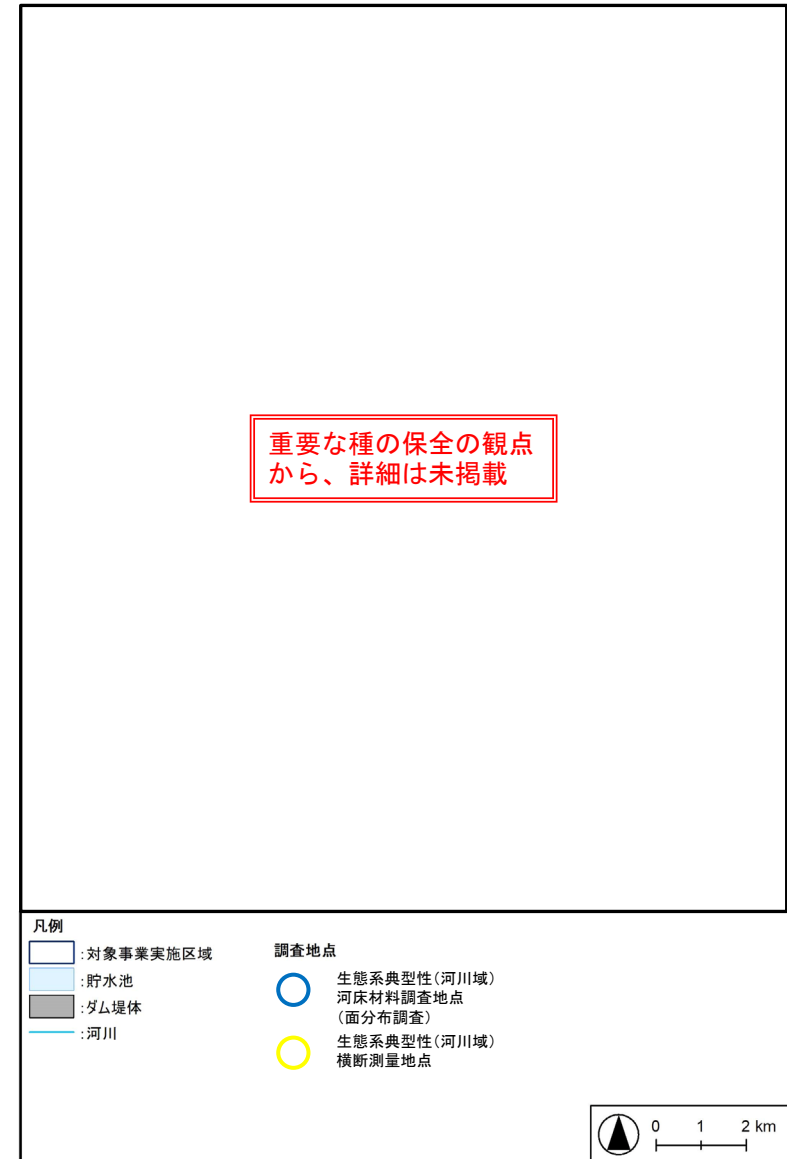 重要な種の保全の観点
から、詳細は未掲載
凡例
:対象事業実施区域
:貯水池
:ダム堤体
:河川
調査地点
生態系典型性(河川域)
河床材料調査地点
(面分布調査)
生態系典型性(河川域)
横断測量地点
0 1 2 km